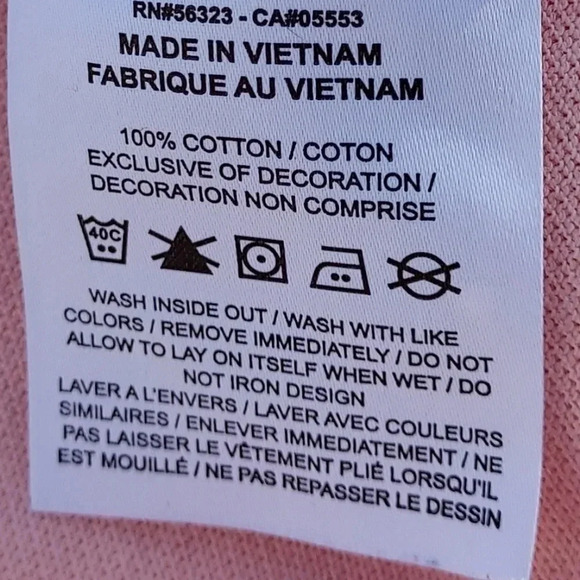 RN#56323 - CA#05553
MADE IN VIETNAM
FABRIQUE AU VIETNAM
100% COTTON / COTON
EXCLUSIVE OF DECORATION /
DECORATION NON COMPRISE
40C
WASH INSIDE OUT / WASH WITH LIKE
COLORS / REMOVE IMMEDIATELY / DO NOT
ALLOW TO LAY ON ITSELF WHEN WET / DO
NOT IRON DESIGN
LAVER A L'ENVERS / LAVER AVEC COULEURS
SIMILAIRES / ENLEVER IMMEDIATEMENT / NE
PAS LAISSER LE VÊTEMENT PLIÉ LORSQU'IL
EST MOUILLÉ / NE PAS REPASSER LE DESSIN